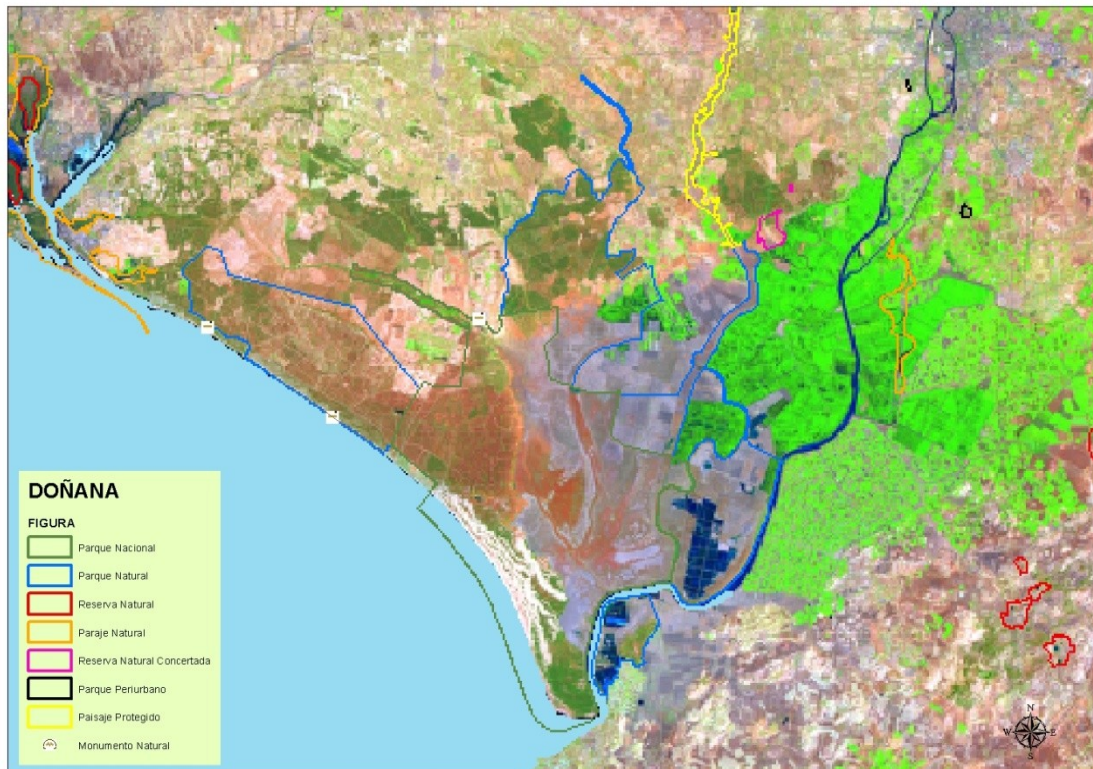 DOÑANA
FIGURA
Parque Nacional
Parque Natural
Reserva Natural
Paraje Natural
Reserva Natural Concertada
Parque Periurbano
Paisaje Protegido
Monumento Natural
N
W E
S